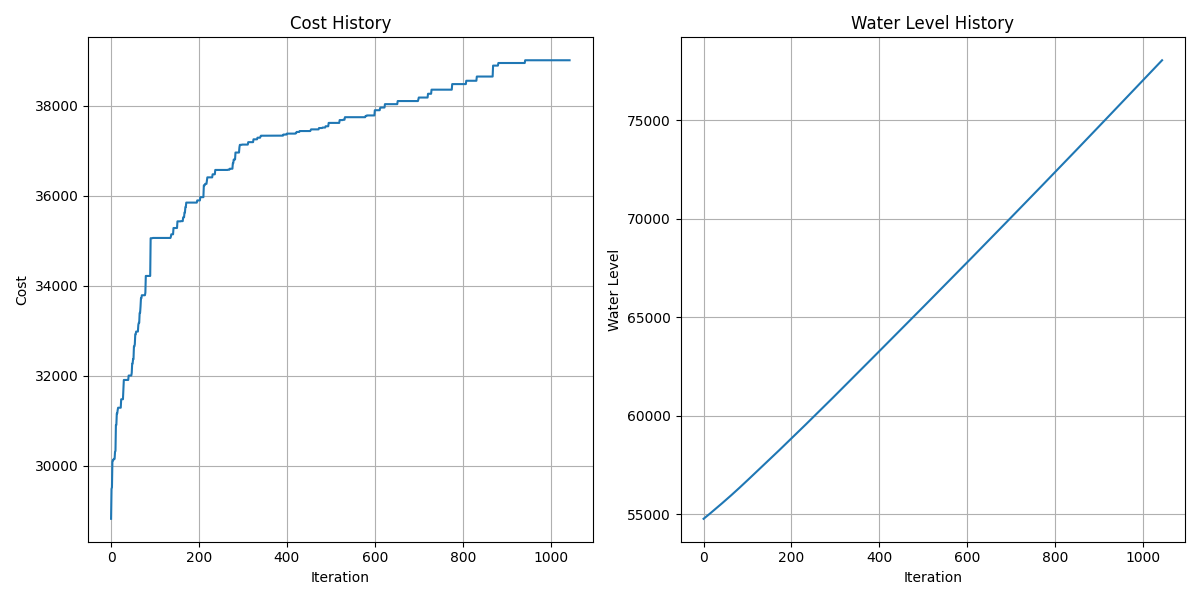 Cost History
Cost
38000
36000
34000
32000
30000
0 200 400 600 800 1000
Iteration
Water Level History
Water Level
75000
70000
65000
60000
55000
0 200 400 600 800 1000
Iteration